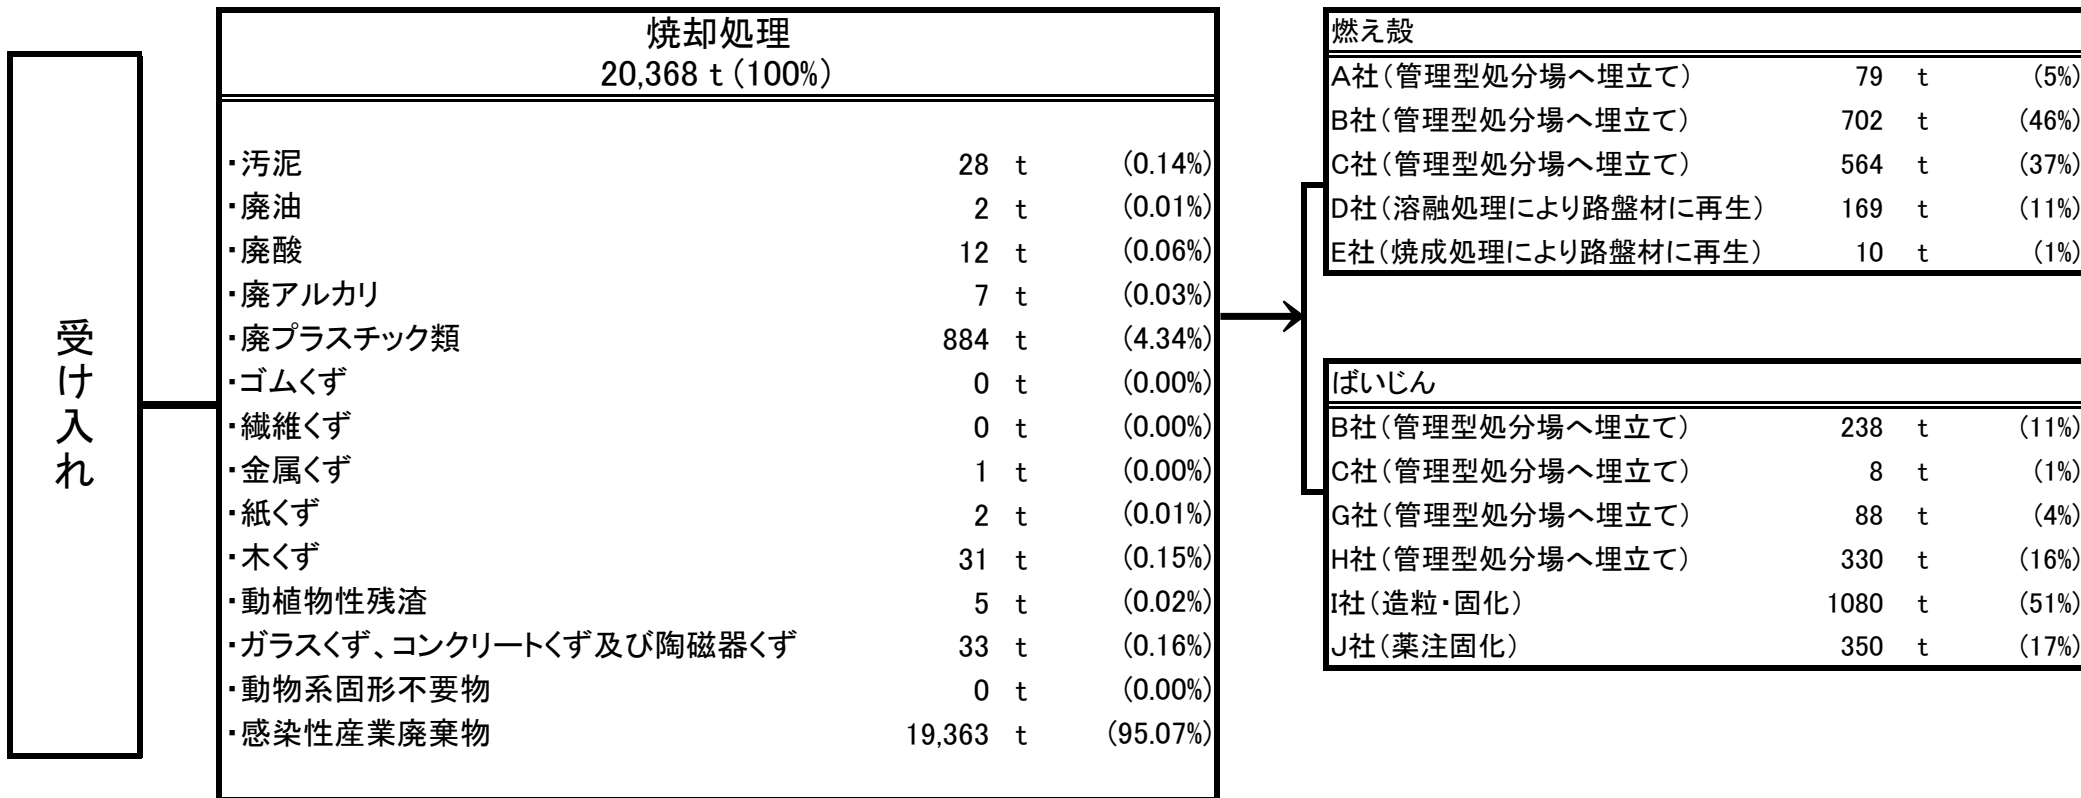 受け入れ
焼却処理
20,368 t (100%)
・汚泥 28 t (0.14%)
・廃油 2 t (0.01%)
・廃酸 12 t (0.06%)
・廃アルカリ 7 t (0.03%)
・廃プラスチック類 884 t (4.34%)
・ゴムくず 0 t (0.00%)
・繊維くず 0 t (0.00%)
・金属くず 1 t (0.00%)
・紙くず 2 t (0.01%)
・木くず 31 t (0.15%)
・動植物性残渣 5 t (0.02%)
・ガラスくず、コンクリートくず及び陶磁器くず 33 t (0.16%)
・動物系固形不要物 0 t (0.00%)
・感染性産業廃棄物 19,363 t (95.07%)
燃え殻
A社（管理型処分場へ埋立て） 79 t (5%)
B社（管理型処分場へ埋立て） 702 t (46%)
C社（管理型処分場へ埋立て） 564 t (37%)
D社（溶融処理により路盤材に再生） 169 t (11%)
E社（焼成処理により路盤材に再生） 10 t (1%)
ばいじん
B社（管理型処分場へ埋立て） 238 t (11%)
C社（管理型処分場へ埋立て） 8 t (1%)
G社（管理型処分場へ埋立て） 88 t (4%)
H社（管理型処分場へ埋立て） 330 t (16%)
I社（造粒・固化） 1080 t (51%)
J社（薬注固化） 350 t (17%)